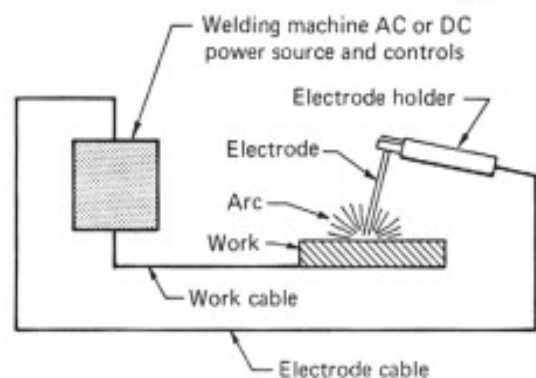 Welding machine AC or DC
power source and controls
Electrode holder
Electrode
Arc
Work
Work cable
Electrode cable